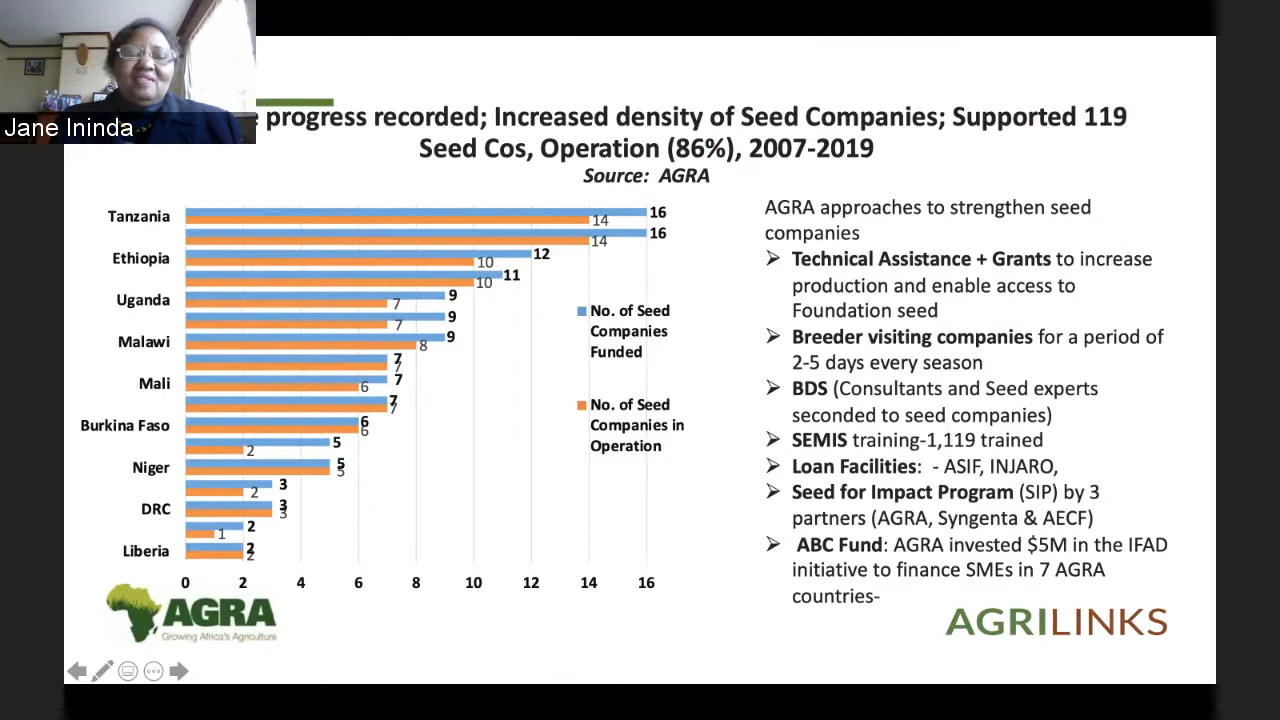 Jane Ininda
progress recorded; Increased density of Seed Companies; Supported 119
Seed Cos, Operation (86%), 2007-2019
Source: AGRA
Tanzania
16
14
16
14
Ethiopia
12
10
11
10
Uganda
9
7
9
7
Malawi
9
8
7
7
Mali
7
6
7
7
Burkina Faso
6
6
5
2
Niger
5
5
3
2
DRC
3
3
2
1
Liberia
2
2
0 2 4 6 8 10 12 14 16
No. of Seed
Companies
Funded
No. of Seed
Companies in
Operation
AGRA approaches to strengthen seed
companies
➢ Technical Assistance + Grants to increase
production and enable access to
Foundation seed
➢ Breeder visiting companies for a period of
2-5 days every season
➢ BDS (Consultants and Seed experts
seconded to seed companies)
➢ SEMIS training-1,119 trained
➢ Loan Facilities: - ASIF, INJARO,
➢ Seed for Impact Program (SIP) by 3
partners (AGRA, Syngenta & AECF)
➢ ABC Fund: AGRA invested $5M in the IFAD
initiative to finance SMEs in 7 AGRA
countries-
AGRA
Growing Africa's Agriculture
AGRILINKS